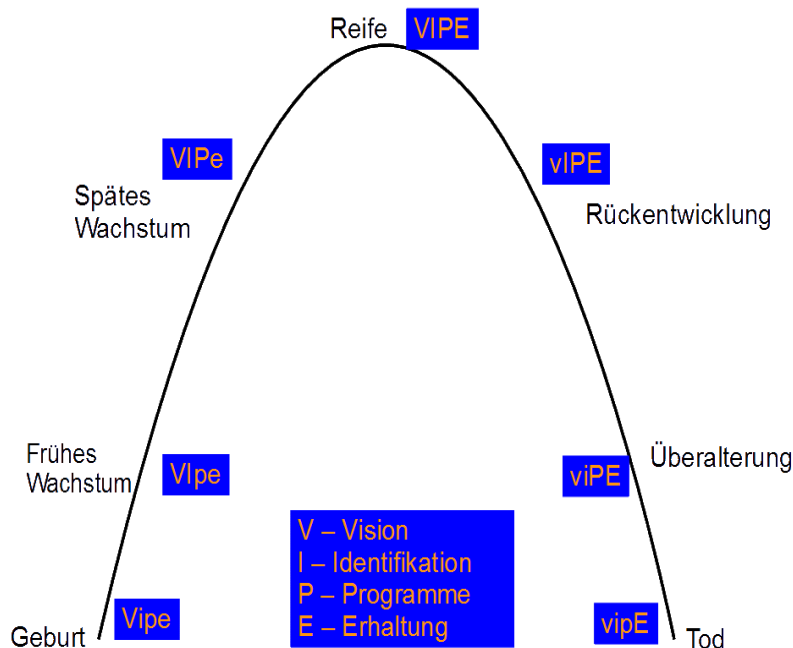 Reife
VIPE
VIPe
vIPE
Spätes
Wachstum
Rückentwicklung
Frühes
Wachstum
VIpe
viPE
Überalterung
V – Vision
I – Identifikation
P – Programme
E – Erhaltung
Geburt
Vipe
vipE
Tod